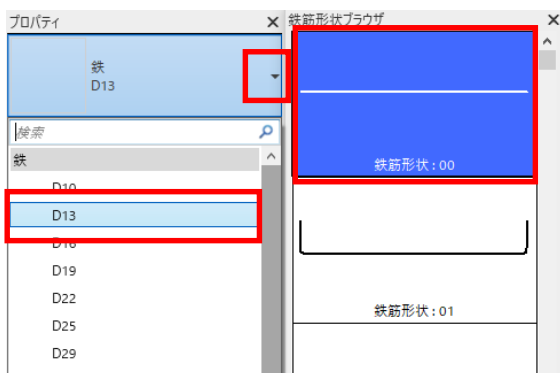 プロパティ
鉄
D13
検索
鉄
D10
D13
D16
D19
D22
D25
D29
鉄筋形状ブラウザ
鉄筋形状 : 00
鉄筋形状 : 01